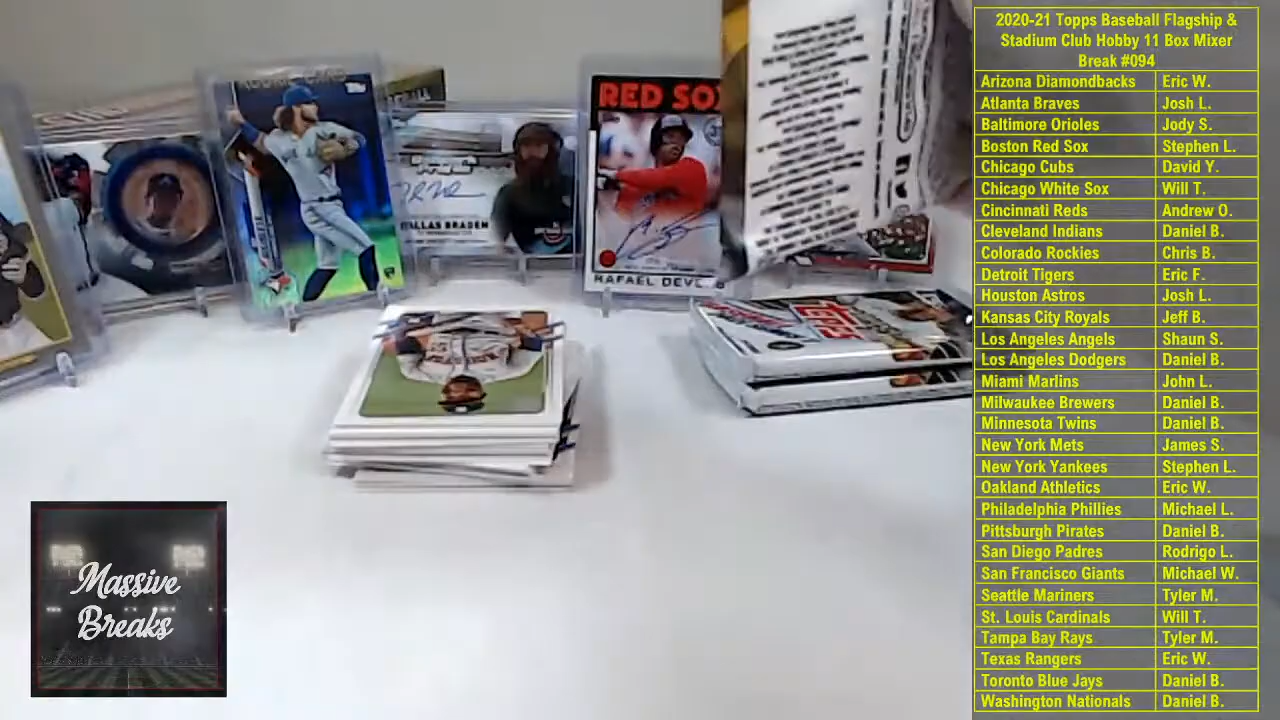 2020-21 Topps Baseball Flagship &
Stadium Club Hobby 11 Box Mixer
Break #094
Arizona Diamondbacks Eric W.
Atlanta Braves Josh L.
Baltimore Orioles Jody S.
Boston Red Sox Stephen L.
Chicago Cubs David Y.
Chicago White Sox Will T.
Cincinnati Reds Andrew O.
Cleveland Indians Daniel B.
Colorado Rockies Chris B.
Detroit Tigers Eric F.
Houston Astros Josh L.
Kansas City Royals Jeff B.
Los Angeles Angels Shaun S.
Los Angeles Dodgers Daniel B.
Miami Marlins John L.
Milwaukee Brewers Daniel B.
Minnesota Twins Daniel B.
New York Mets James S.
New York Yankees Stephen L.
Oakland Athletics Eric W.
Philadelphia Phillies Michael L.
Pittsburgh Pirates Daniel B.
San Diego Padres Rodrigo L.
San Francisco Giants Michael W.
Seattle Mariners Tyler M.
St. Louis Cardinals Will T.
Tampa Bay Rays Tyler M.
Texas Rangers Eric W.
Toronto Blue Jays Daniel B.
Washington Nationals Daniel B.
RED SO
RAFAEL DEVE
DALLAS BRADEN
Topps
Massive
Breaks